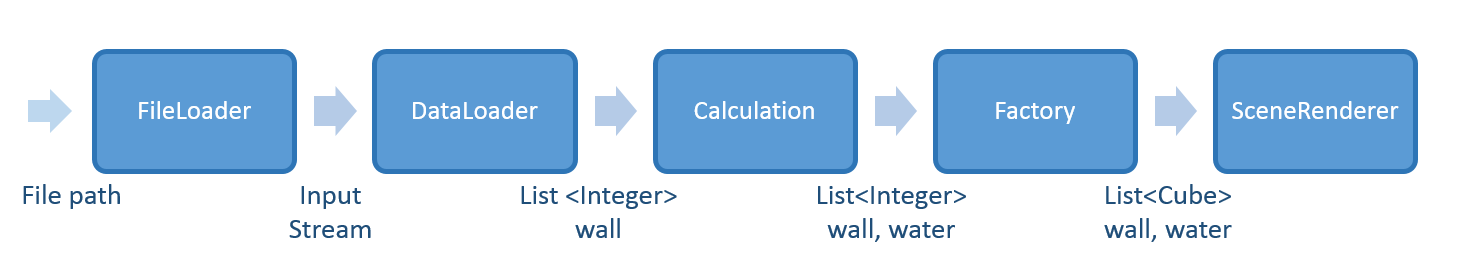 FileLoader
DataLoader
Calculation
Factory
SceneRenderer
File path
Input
Stream
List <Integer>
wall
List<Integer>
wall, water
List<Cube>
wall, water